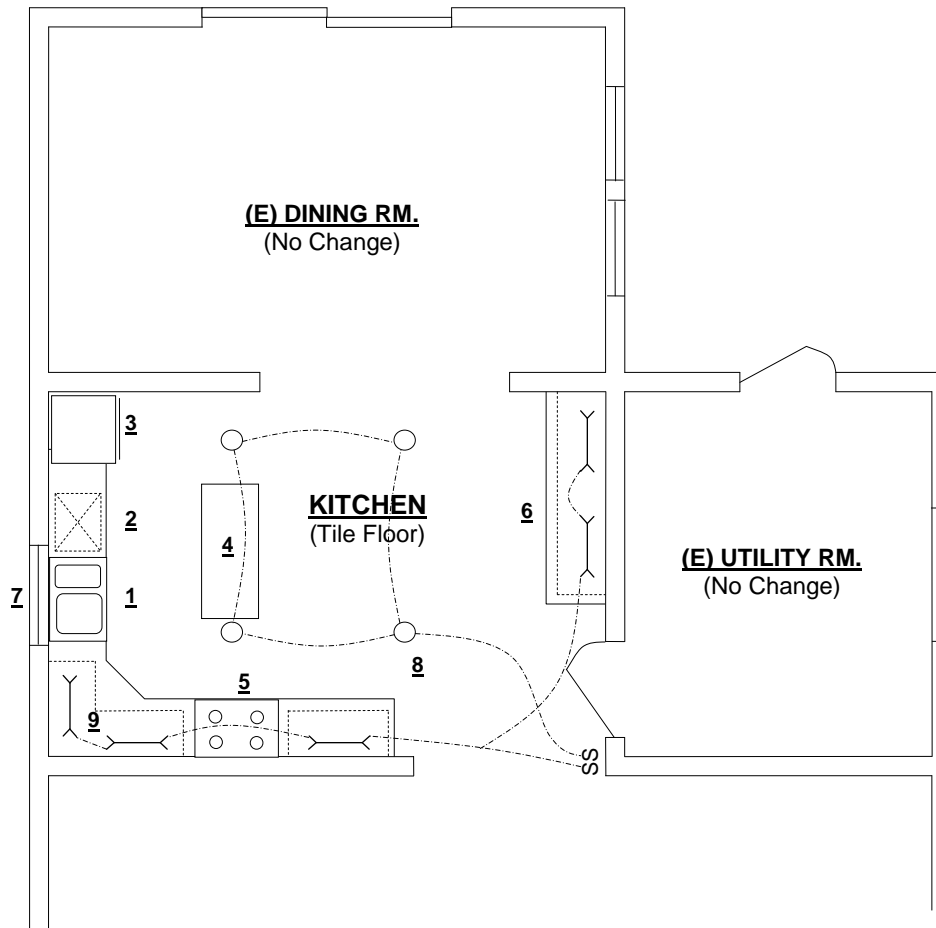 (E) DINING RM.
(No Change)
3
KITCHEN
(Tile Floor)
2
6
4
(E) UTILITY RM.
(No Change)
7
1
8
5
9
SS